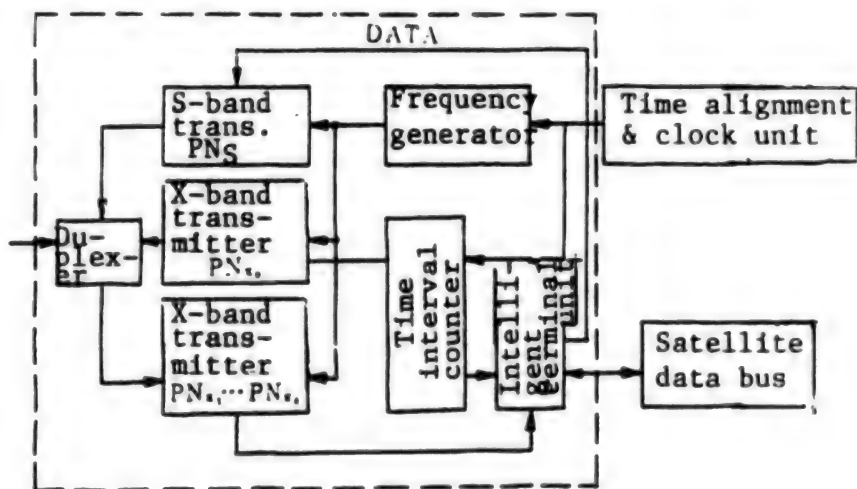 DATA
S-band
trans.
PNS
Frequency
generator
Time alignment
& clock unit
X-band
trans-
mitter
Du-
plex-
er
X-band
trans-
mitter
Time
interval
counter
Intelli-
gent
terminal
unit
Satellite
data bus